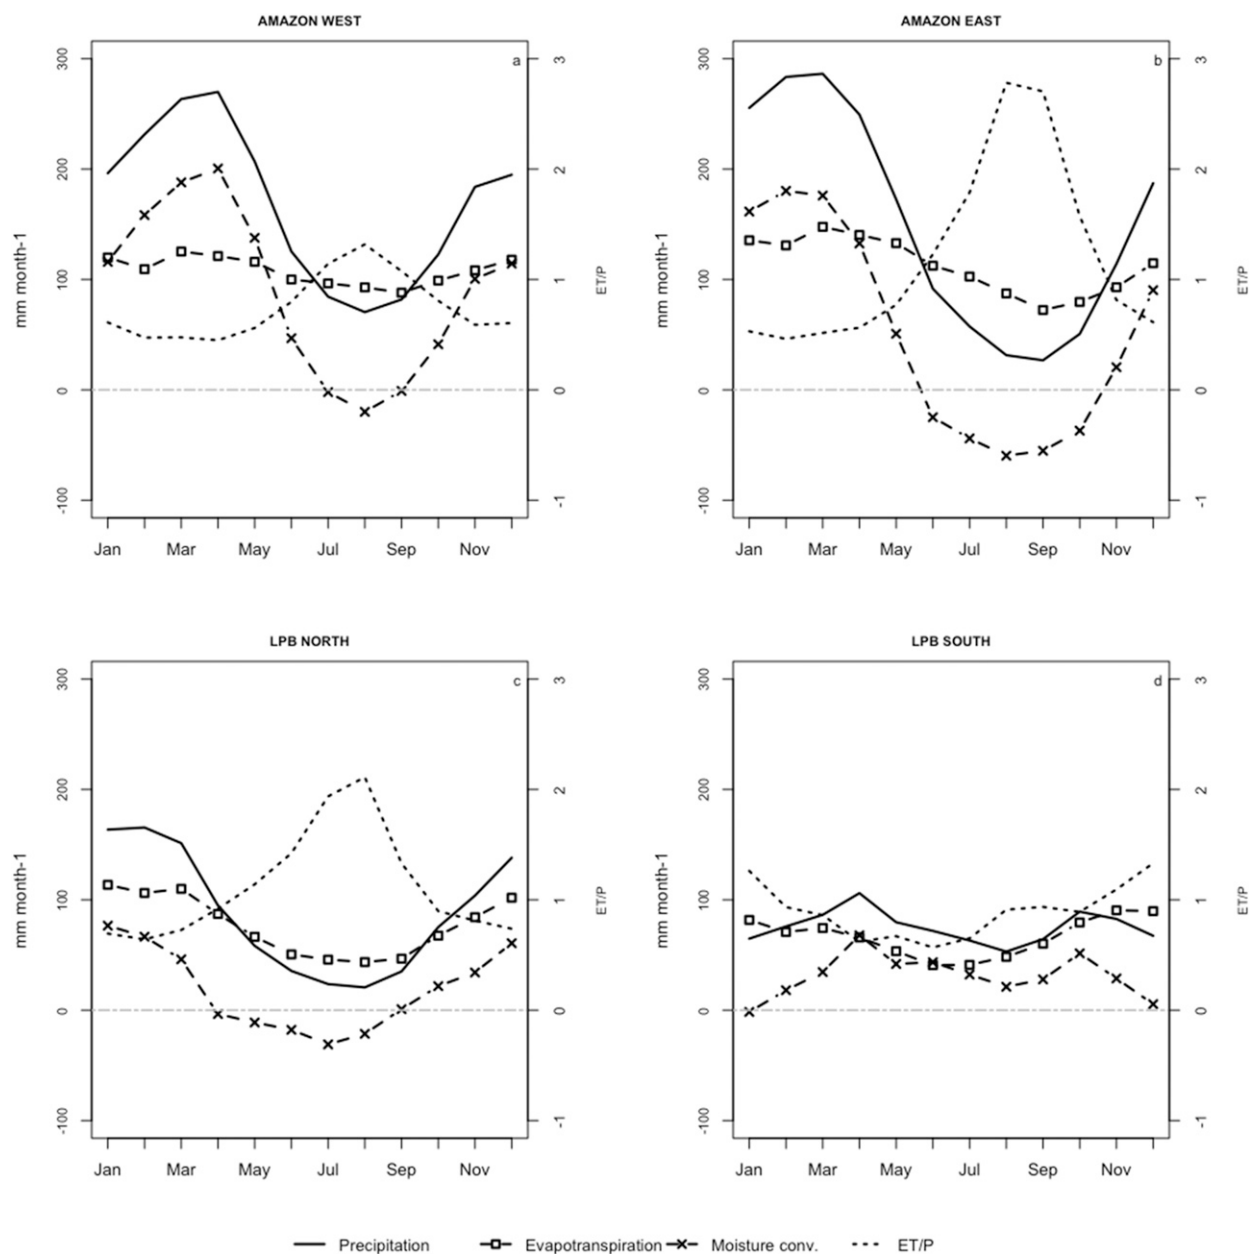 AMAZON WEST
a
mm month-1
300
200
100
0
-100
3
2
1
0
-1
ET/P
Jan Mar May Jul Sep Nov
AMAZON EAST
b
mm month-1
300
200
100
0
-100
3
2
1
0
-1
ET/P
Jan Mar May Jul Sep Nov
LPB NORTH
c
mm month-1
300
200
100
0
-100
3
2
1
0
-1
ET/P
Jan Mar May Jul Sep Nov
LPB SOUTH
d
mm month-1
300
200
100
0
-100
3
2
1
0
-1
ET/P
Jan Mar May Jul Sep Nov
Precipitation Evapotranspiration Moisture conv. ET/P